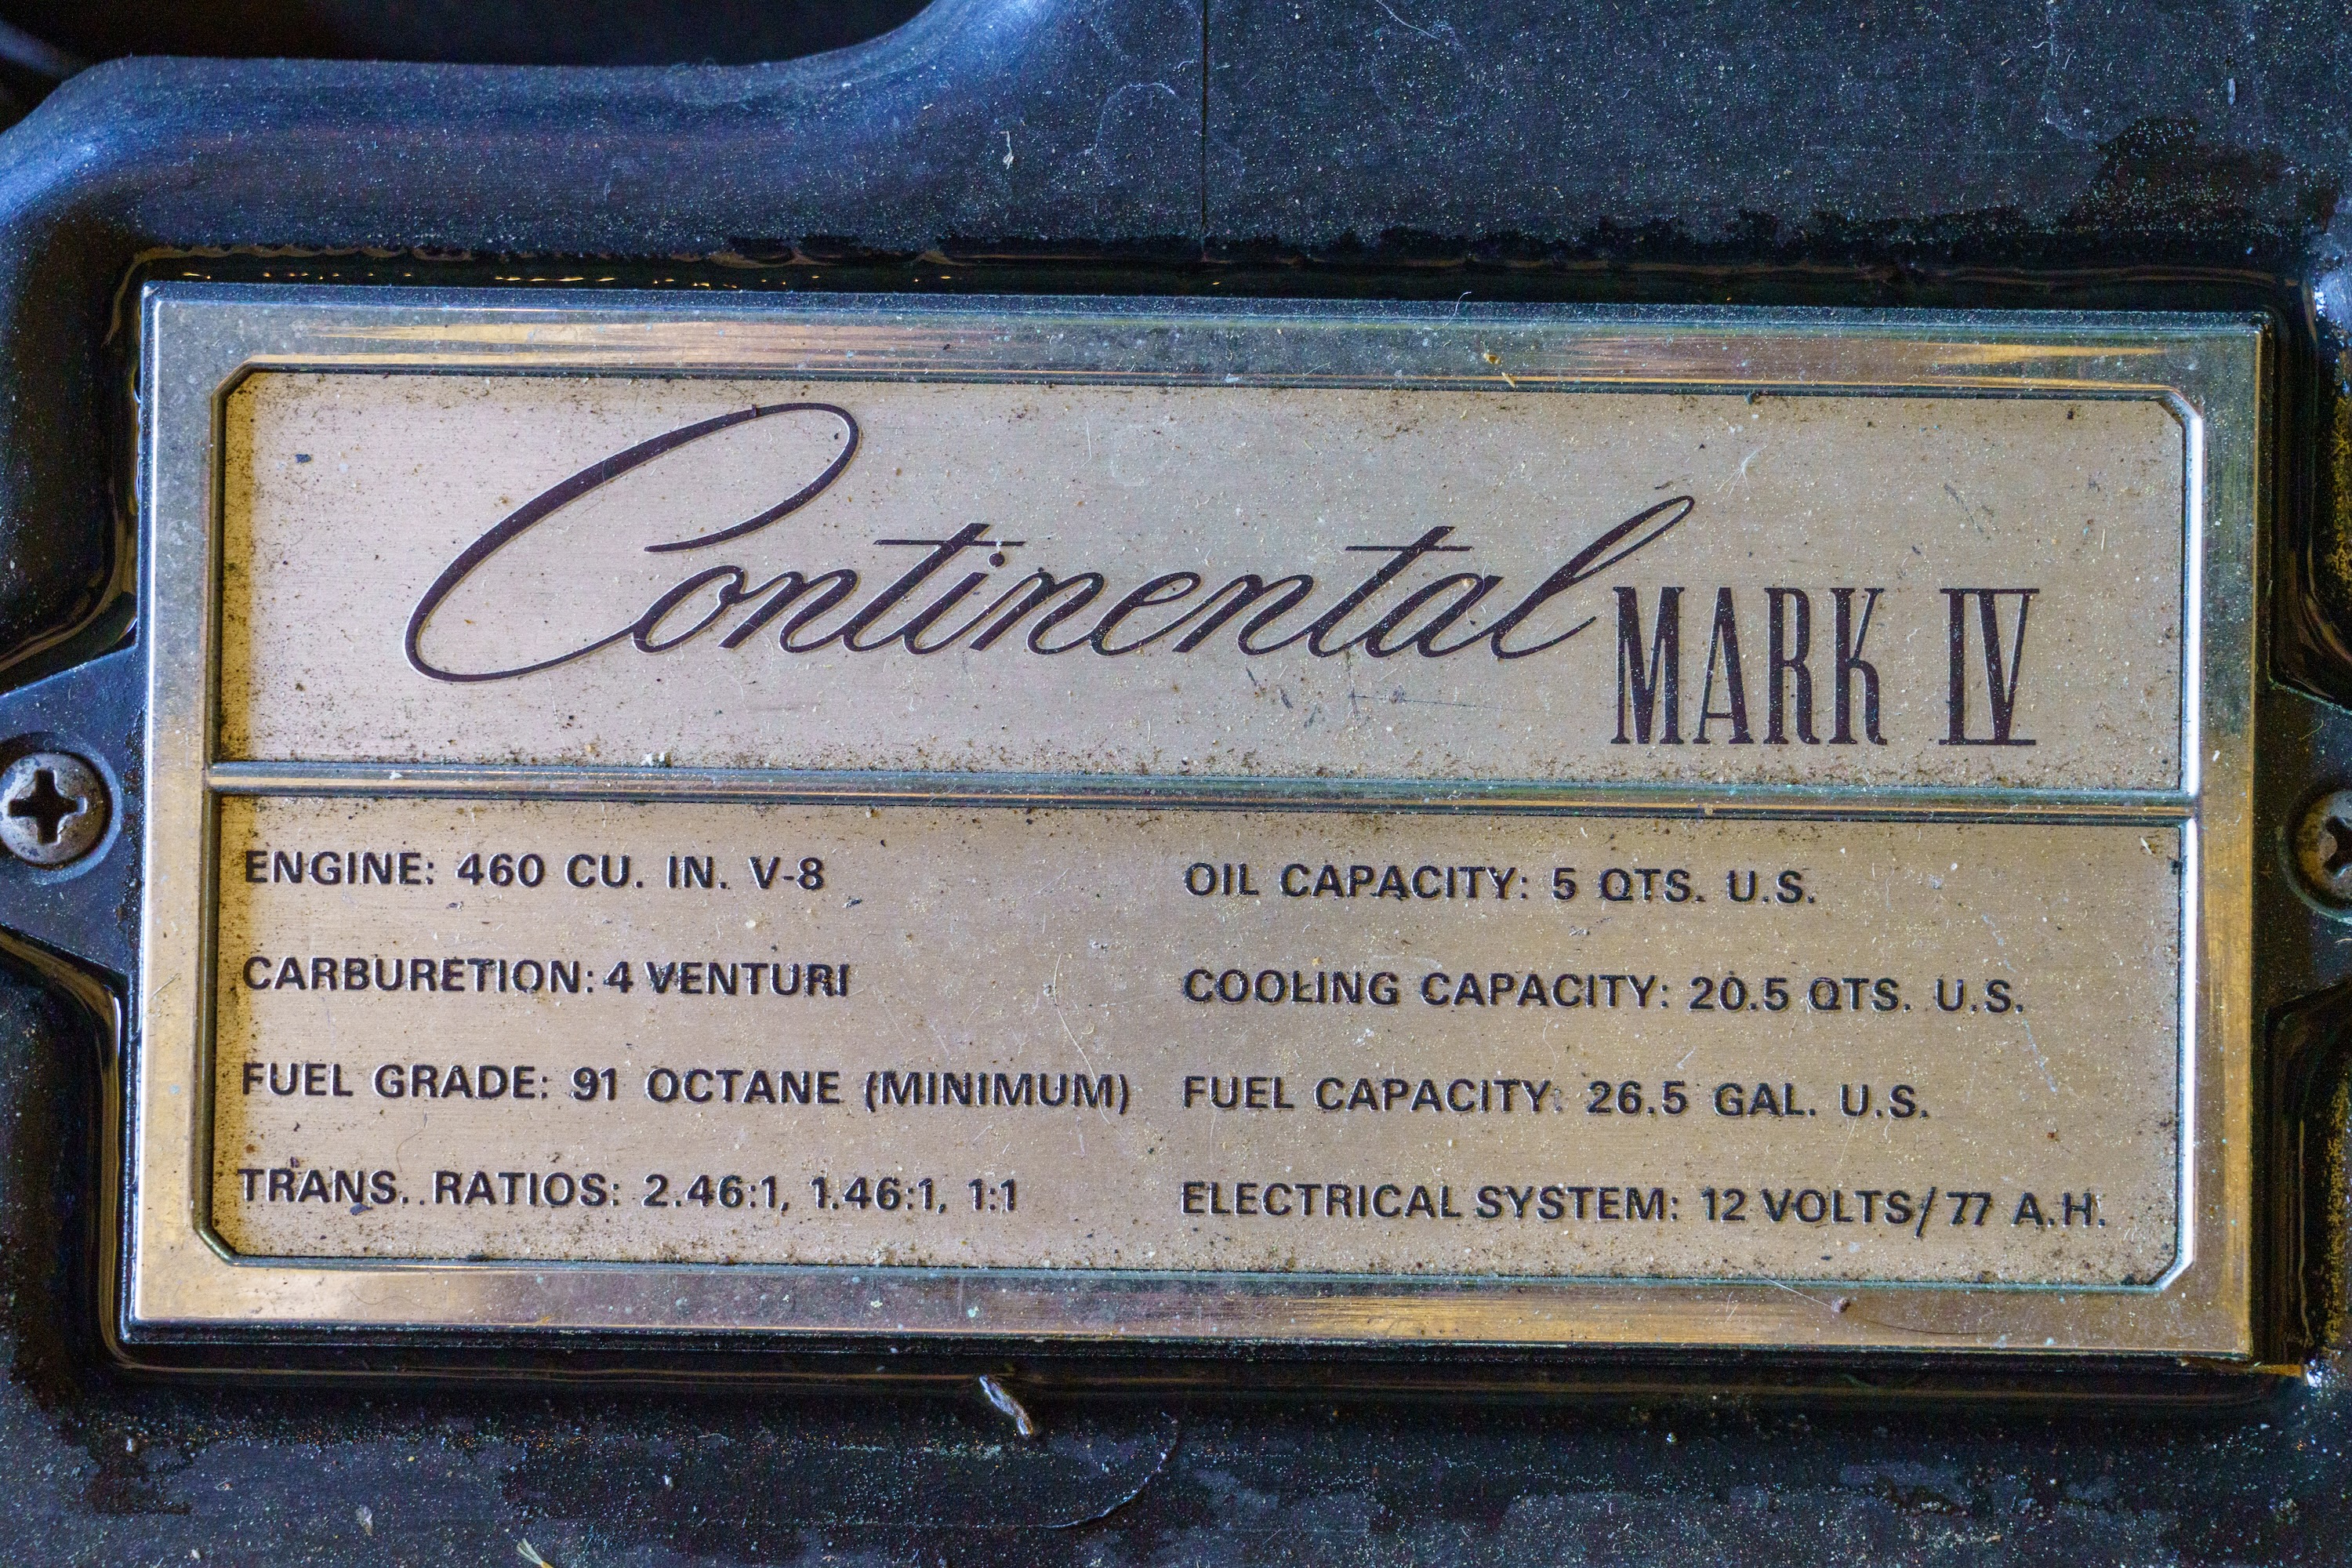 Continental MARK IV
ENGINE: 460 CU. IN. V-8
CARBURETION: 4 VENTURI
FUEL GRADE: 91 OCTANE (MINIMUM)
TRANS. RATIOS: 2.46:1, 1.46:1, 1:1
OIL CAPACITY: 5 QTS. U.S.
COOLING CAPACITY: 20.5 QTS. U.S.
FUEL CAPACITY: 26.5 GAL. U.S.
ELECTRICAL SYSTEM: 12 VOLTS/77 A.H.